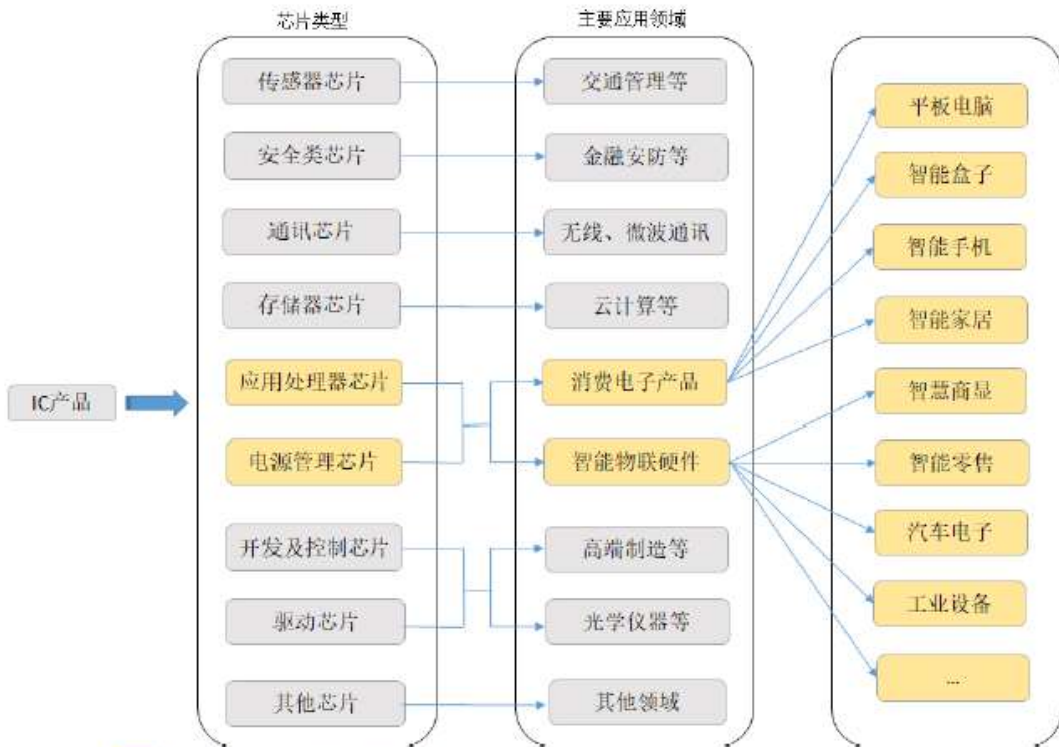 芯片类型
主要应用领域
传感器芯片
交通管理等
平板电脑
安全类芯片
金融安防等
智能盒子
通讯芯片
无线、微波通讯
智能手机
存储器芯片
云计算等
智能家居
应用处理器芯片
消费电子产品
智慧商显
IC产品
电源管理芯片
智能物联硬件
智能零售
开发及控制芯片
高端制造等
汽车电子
驱动芯片
光学仪器等
工业设备
其他芯片
其他领域
...